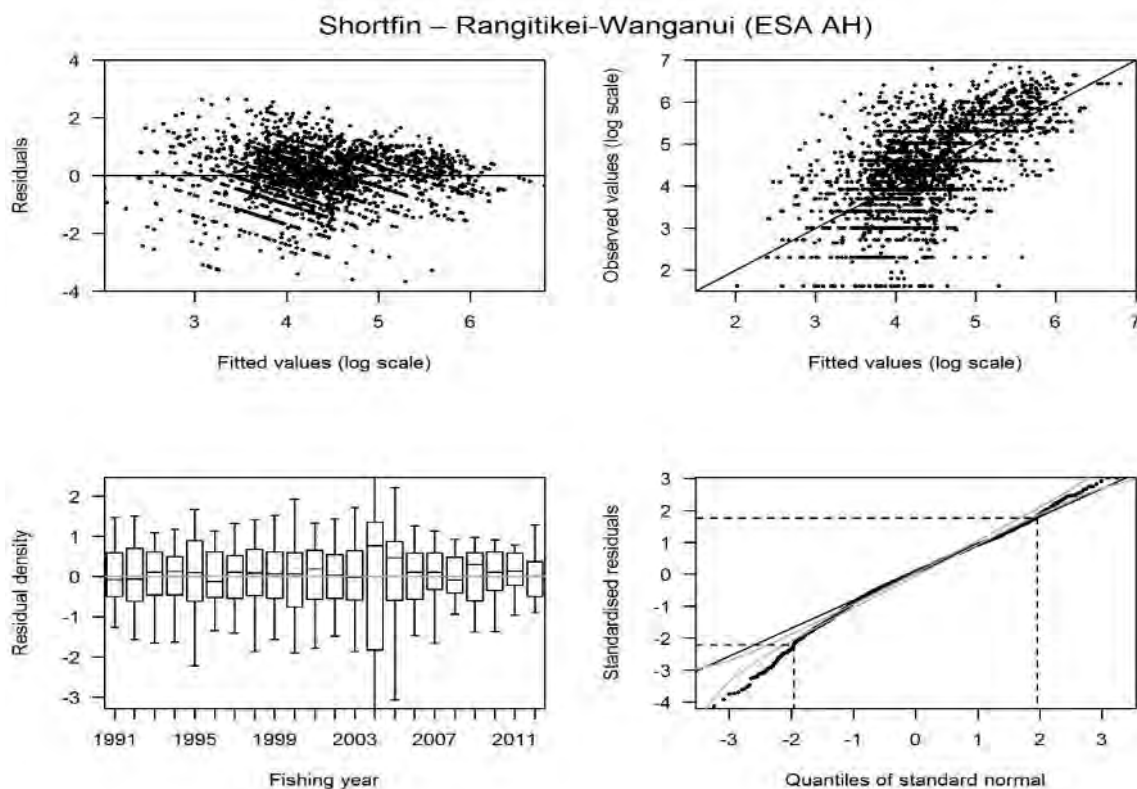 Shortfin – Rangitikei-Wanganui (ESA AH)
4
2
0
-2
-4
Residuals
3 4 5 6
Fitted values (log scale)
7
6
5
4
3
2
Observed values (log scale)
2 3 4 5 6 7
Fitted values (log scale)
2
1
0
-1
-2
-3
Residual density
1991 1995 1999 2003 2007 2011
Fishing year
3
2
1
0
-1
-2
-3
-4
Standardised residuals
-3 -2 -1 0 1 2 3
Quantiles of standard normal